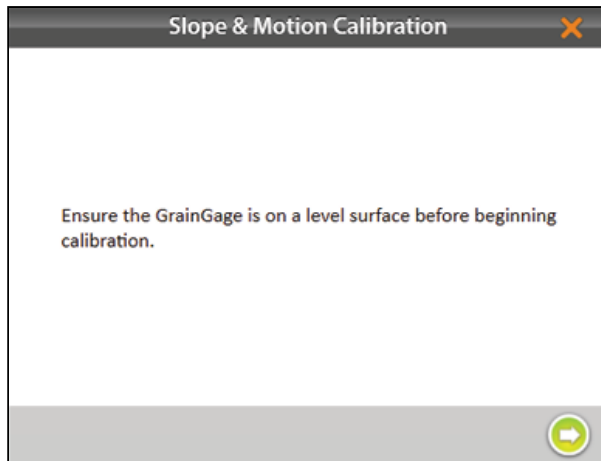 Slope & Motion Calibration
Ensure the GrainGage is on a level surface before beginning
calibration.